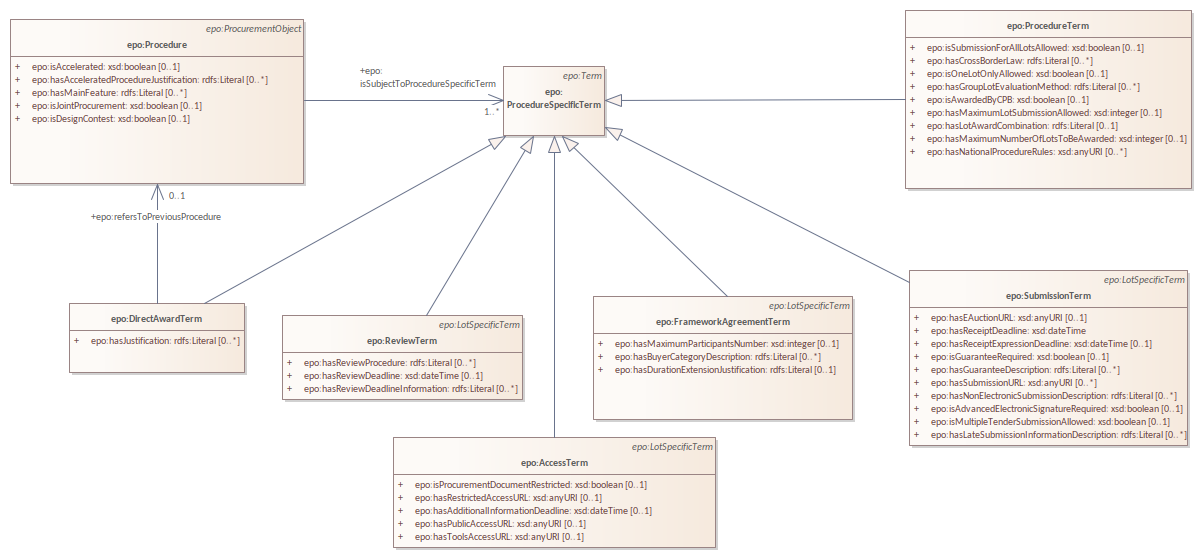 epo:ProcurementObject
epo:Procedure
+ epo:isAccelerated: xsd:boolean [0..1]
+ epo:hasAcceleratedProcedureJustification: rdfs:Literal [0..*]
+ epo:hasMainFeature: rdfs:Literal [0..*]
+ epo:isJointProcurement: xsd:boolean [0..1]
+ epo:isDesignContest: xsd:boolean [0..1]
+epo:
isSubjectToProcedureSpecificTerm
1..*
epo:Term
epo:
ProcedureSpecificTerm
epo:ProcedureTerm
+ epo:isSubmissionForAllLotsAllowed: xsd:boolean [0..1]
+ epo:hasCrossBorderLaw: rdfs:Literal [0..*]
+ epo:isOneLotOnlyAllowed: xsd:boolean [0..1]
+ epo:hasGroupLotEvaluationMethod: rdfs:Literal [0..*]
+ epo:isAwardedByCPB: xsd:boolean [0..1]
+ epo:hasMaximumLotSubmissionAllowed: xsd:integer [0..1]
+ epo:hasLotAwardCombination: rdfs:Literal [0..1]
+ epo:hasMaximumNumberOfLotsToBeAwarded: xsd:integer [0..1]
+ epo:hasNationalProcedureRules: xsd:anyURI [0..*]
0..1
+epo:refersToPreviousProcedure
epo:DirectAwardTerm
+ epo:hasJustification: rdfs:Literal [0..*]
epo:LotSpecificTerm
epo:ReviewTerm
+ epo:hasReviewProcedure: rdfs:Literal [0..*]
+ epo:hasReviewDeadline: xsd:dateTime [0..1]
+ epo:hasReviewDeadlineInformation: rdfs:Literal [0..*]
epo:LotSpecificTerm
epo:FrameworkAgreementTerm
+ epo:hasMaximumParticipantsNumber: xsd:integer [0..1]
+ epo:hasBuyerCategoryDescription: rdfs:Literal [0..*]
+ epo:hasDurationExtensionJustification: rdfs:Literal [0..1]
epo:LotSpecificTerm
epo:SubmissionTerm
+ epo:hasEAuctionURL: xsd:anyURI [0..1]
+ epo:hasReceiptDeadline: xsd:dateTime
+ epo:hasReceiptExpressionDeadline: xsd:dateTime [0..1]
+ epo:isGuaranteeRequired: xsd:boolean [0..1]
+ epo:hasGuaranteeDescription: rdfs:Literal [0..*]
+ epo:hasSubmissionURL: xsd:anyURI [0..*]
+ epo:hasNonElectronicSubmissionDescription: rdfs:Literal [0..*]
+ epo:isAdvancedElectronicSignatureRequired: xsd:boolean [0..1]
+ epo:isMultipleTenderSubmissionAllowed: xsd:boolean [0..1]
+ epo:hasLateSubmissionInformationDescription: rdfs:Literal [0..*]
epo:LotSpecificTerm
epo:AccessTerm
+ epo:isProcurementDocumentRestricted: xsd:boolean [0..1]
+ epo:hasRestrictedAccessURL: xsd:anyURI [0..1]
+ epo:hasAdditionalInformationDeadline: xsd:dateTime [0..1]
+ epo:hasPublicAccessURL: xsd:anyURI [0..1]
+ epo:hasToolsAccessURL: xsd:anyURI [0..1]